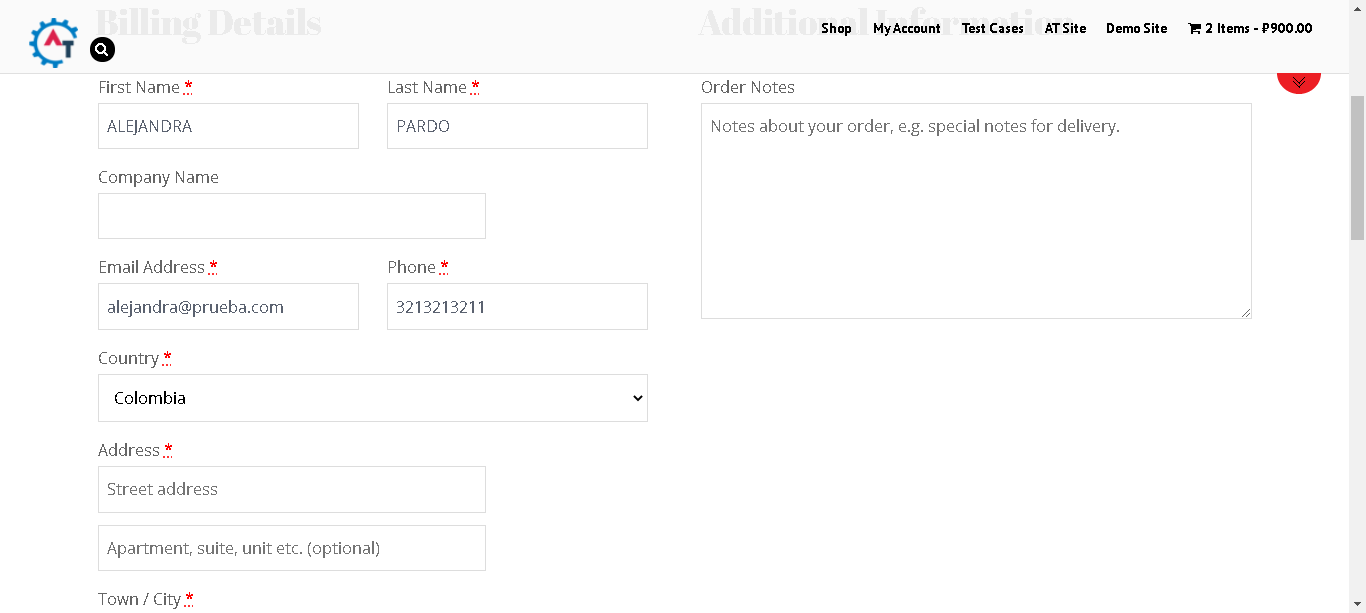 Billing Details
Additional Information
AT
Shop My Account Test Cases AT Site Demo Site 2 Items - ₽900.00
First Name *
Last Name *
Order Notes
ALEJANDRA
PARDO
Notes about your order, e.g. special notes for delivery.
Company Name
Email Address *
Phone *
alejandra@prueba.com
3213213211
Country *
Colombia
Address *
Street address
Apartment, suite, unit etc. (optional)
Town / City *